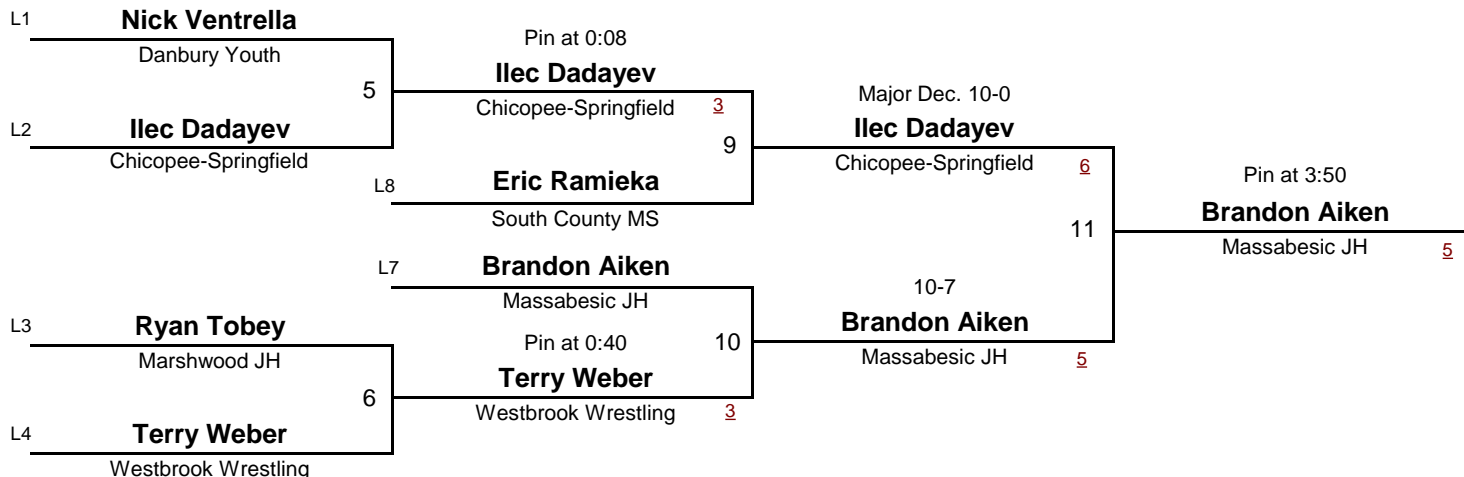 L1 Nick Ventrella
Danbury Youth
5
L2 Ilec Dadayev
Chicopee-Springfield
Pin at 0:08
Ilec Dadayev
Chicopee-Springfield 3
9
L8 Eric Ramieka
South County MS
Major Dec. 10-0
Ilec Dadayev
Chicopee-Springfield 6
11
Pin at 3:50
Brandon Aiken
Massabesic JH 5
L7 Brandon Aiken
Massabesic JH
10
10-7
Brandon Aiken
Massabesic JH 5
L3 Ryan Tobey
Marshwood JH
6
Pin at 0:40
Terry Weber
Westbrook Wrestling 3
L4 Terry Weber
Westbrook Wrestling